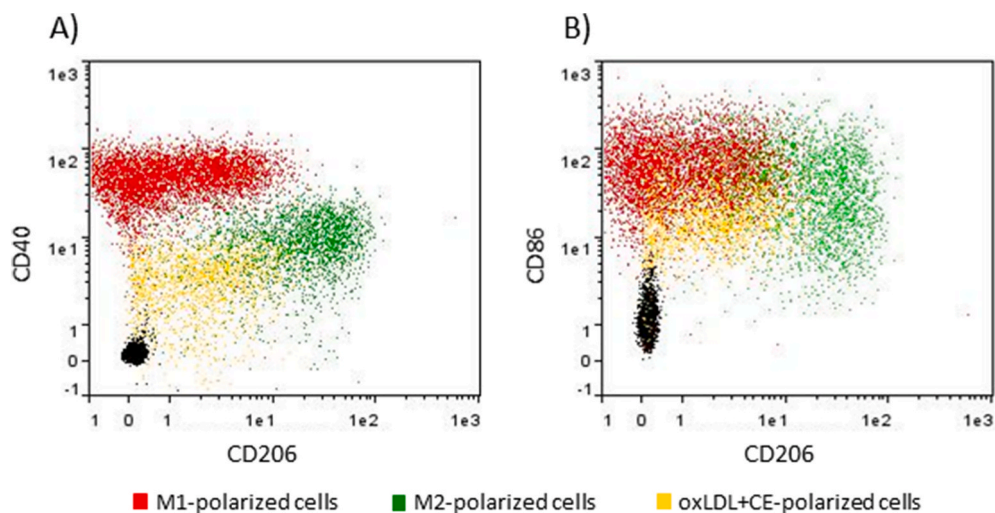 A)
B)
1e3
1e2
1e1
1
0
-1
CD40
1 0 1 1e1 1e2 1e3
CD206
1e3
1e2
1e1
1
0
-1
CD86
1 0 1 1e1 1e2 1e3
CD206
M1-polarized cells
M2-polarized cells
oxLDL+CE-polarized cells